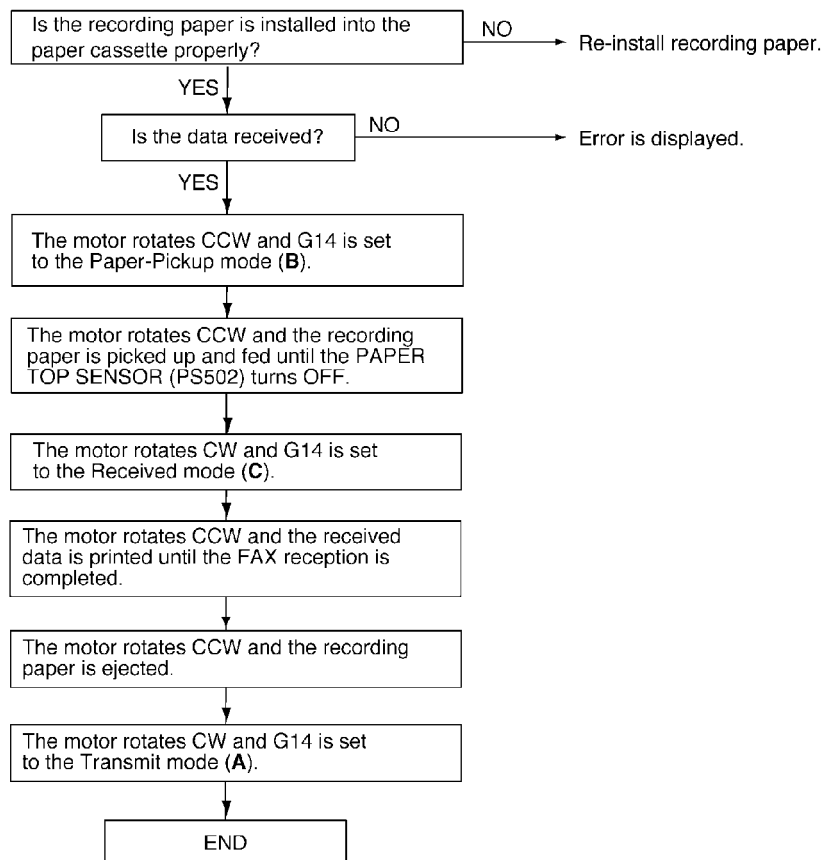 Is the recording paper is installed into the
paper cassette properly?
NO
Re-install recording paper.
YES
Is the data received?
NO
Error is displayed.
YES
The motor rotates CCW and G14 is set
to the Paper-Pickup mode (B).
The motor rotates CCW and the recording
paper is picked up and fed until the PAPER
TOP SENSOR (PS502) turns OFF.
The motor rotates CW and G14 is set
to the Received mode (C).
The motor rotates CCW and the received
data is printed until the FAX reception is
completed.
The motor rotates CCW and the recording
paper is ejected.
The motor rotates CW and G14 is set
to the Transmit mode (A).
END